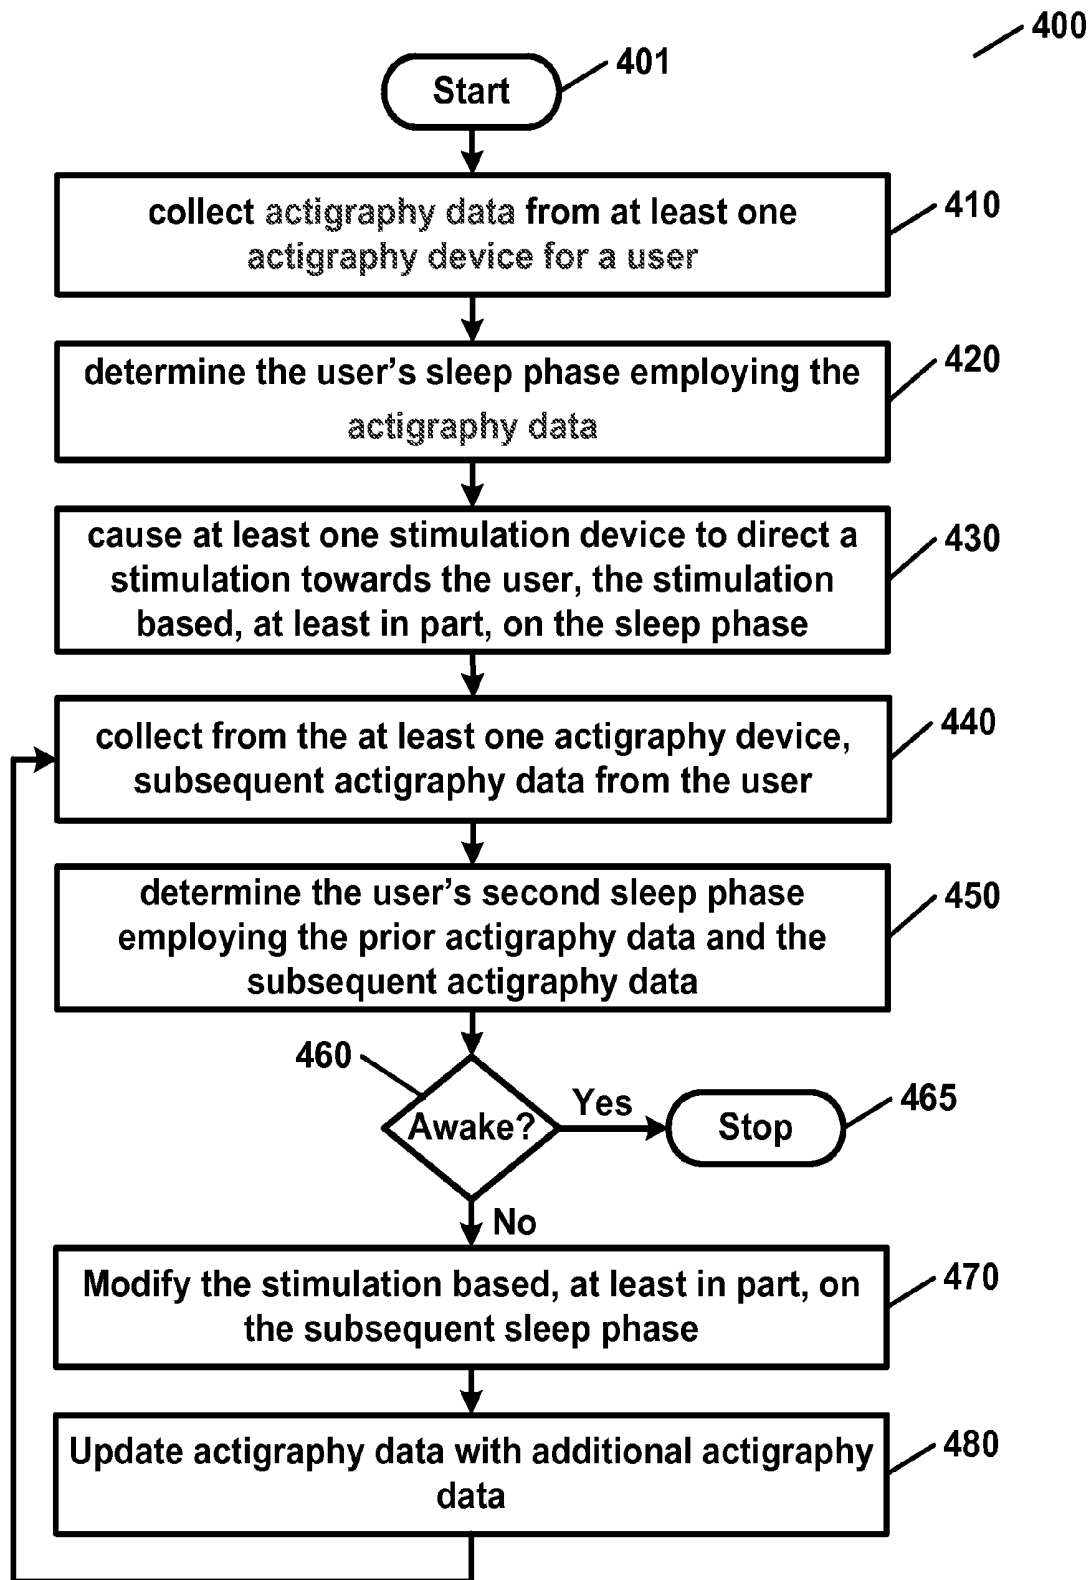 400
Start
401
collect actigraphy data from at least one
actigraphy device for a user
410
determine the user's sleep phase employing the
actigraphy data
420
cause at least one stimulation device to direct a
stimulation towards the user, the stimulation
based, at least in part, on the sleep phase
430
collect from the at least one actigraphy device,
subsequent actigraphy data from the user
440
determine the user's second sleep phase
employing the prior actigraphy data and the
subsequent actigraphy data
450
460
Awake?
Yes
Stop
465
No
Modify the stimulation based, at least in part, on
the subsequent sleep phase
470
Update actigraphy data with additional actigraphy
data
480